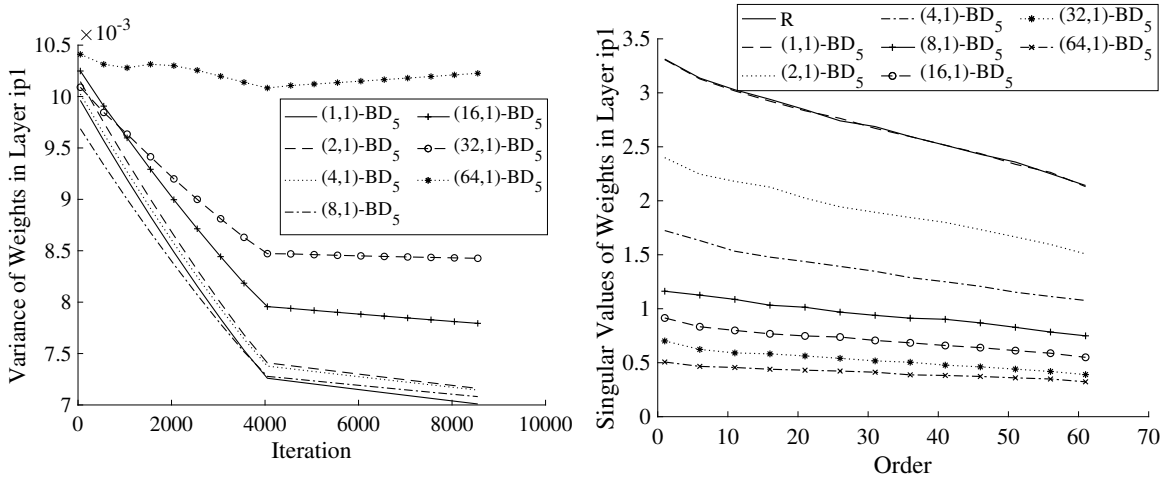 ×10⁻³
10.5
10
9.5
9
8.5
8
7.5
7
Variance of Weights in Layer ip1
0 2000 4000 6000 8000 10000
Iteration
(1,1)-BD₅ (16,1)-BD₅
(2,1)-BD₅ (32,1)-BD₅
(4,1)-BD₅ (64,1)-BD₅
(8,1)-BD₅
R (4,1)-BD₅ (32,1)-BD₅
(1,1)-BD₅ (8,1)-BD₅ (64,1)-BD₅
(2,1)-BD₅ (16,1)-BD₅
3.5
3
2.5
2
1.5
1
0.5
0
Singular Values of Weights in Layer ip1
0 10 20 30 40 50 60 70
Order